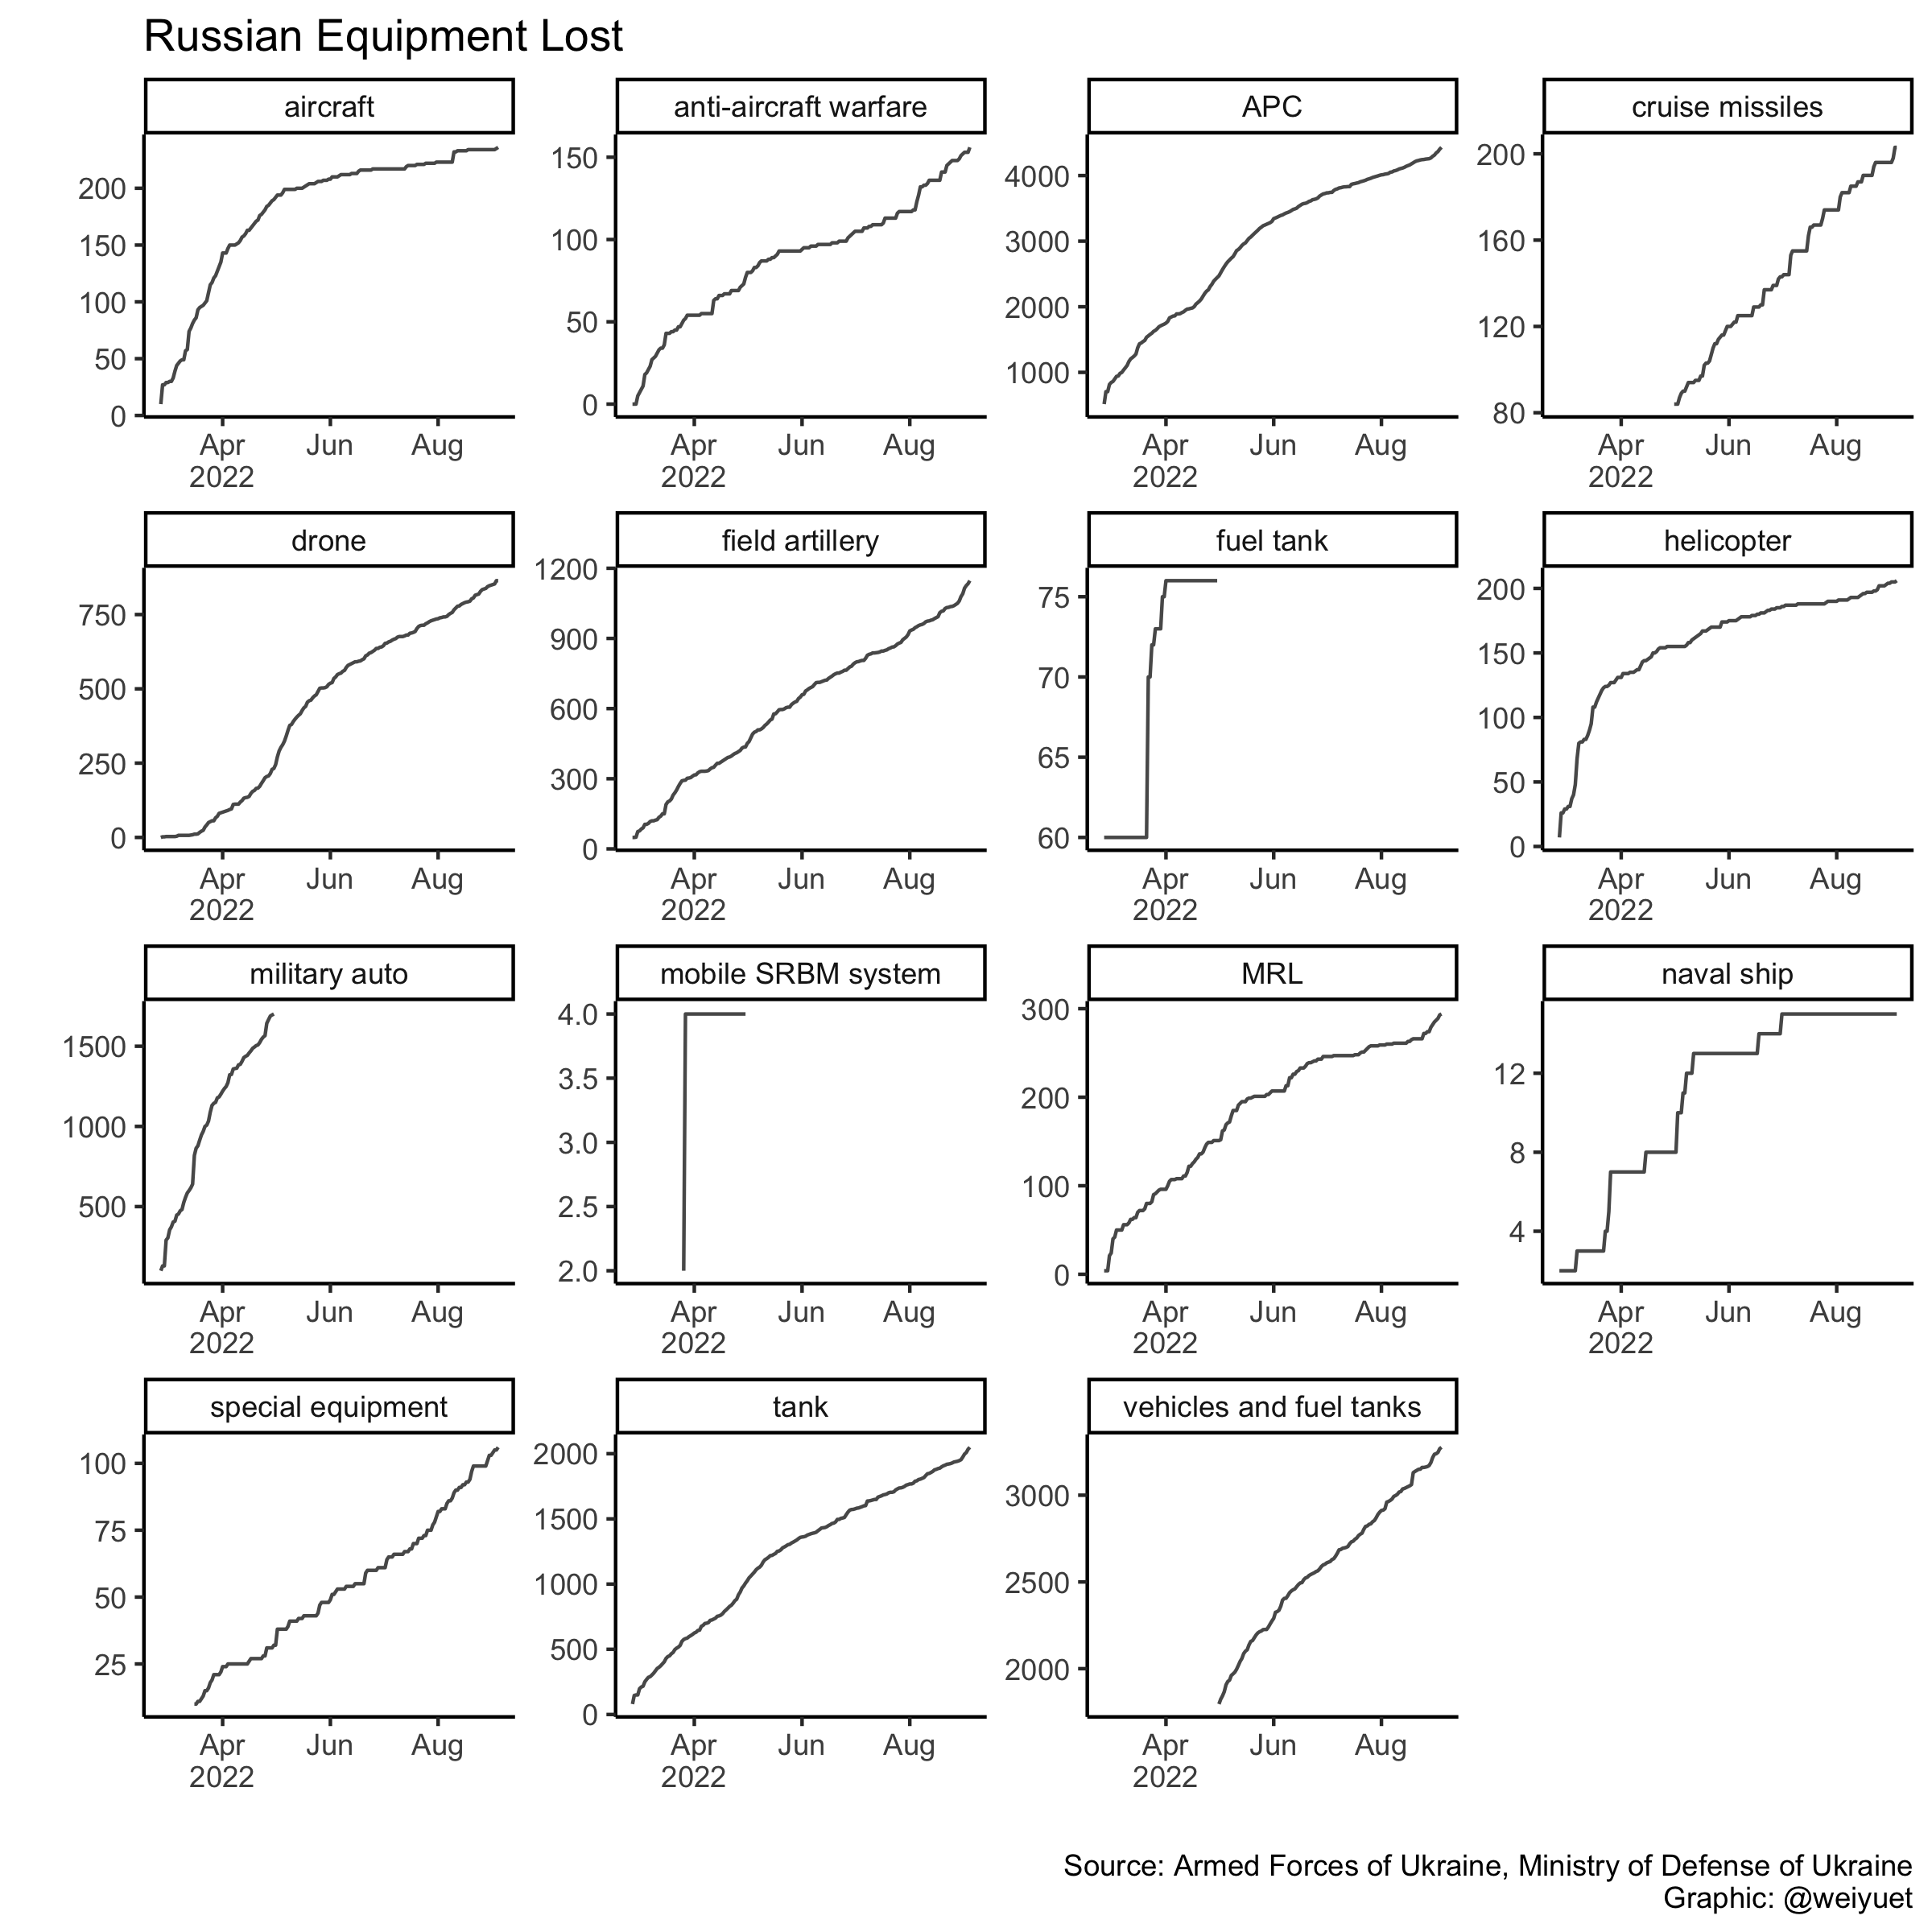 Russian Equipment Lost
aircraft
anti-aircraft warfare
APC
cruise missiles
200
150
100
50
0
Apr
2022
Jun
Aug
150
100
50
0
Apr
2022
Jun
Aug
4000
3000
2000
1000
Apr
2022
Jun
Aug
200
160
120
80
Apr
2022
Jun
Aug
drone
field artillery
fuel tank
helicopter
750
500
250
0
Apr
2022
Jun
Aug
1200
900
600
300
0
Apr
2022
Jun
Aug
75
70
65
60
Apr
2022
Jun
Aug
200
150
100
50
0
Apr
2022
Jun
Aug
military auto
mobile SRBM system
MRL
naval ship
1500
1000
500
Apr
2022
Jun
Aug
4.0
3.5
3.0
2.5
2.0
Apr
2022
Jun
Aug
300
200
100
0
Apr
2022
Jun
Aug
12
8
4
Apr
2022
Jun
Aug
special equipment
tank
vehicles and fuel tanks
100
75
50
25
Apr
2022
Jun
Aug
2000
1500
1000
500
0
Apr
2022
Jun
Aug
3000
2500
2000
Apr
2022
Jun
Aug
Source: Armed Forces of Ukraine, Ministry of Defense of Ukraine
Graphic: @weiyuet